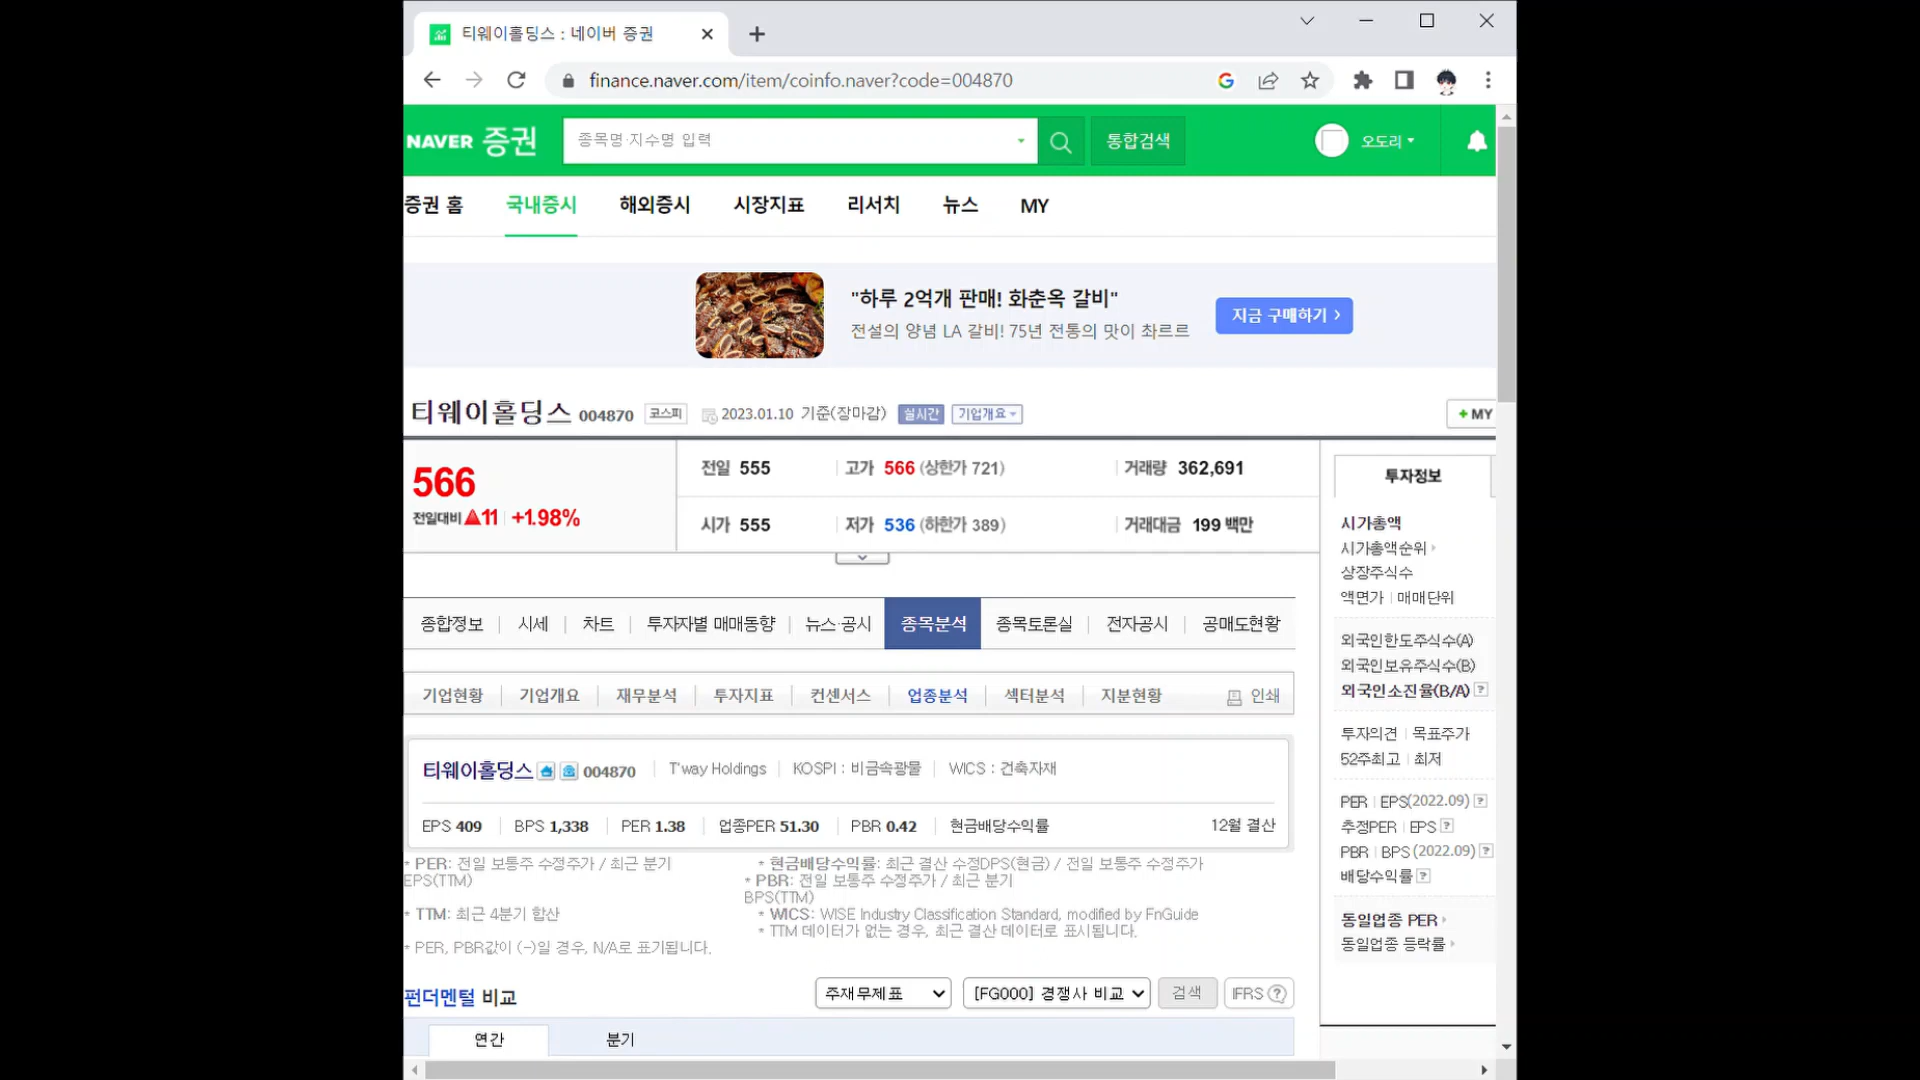 티웨이홀딩스 : 네이버 증권
finance.naver.com/item/coinfo.naver?code=004870
NAVER 증권 종목명·지수명 입력 통합검색 오도리
증권 홈 국내증시 해외증시 시장지표 리서치 뉴스 MY
"하루 2억개 판매! 화춘옥 갈비"
전설의 양념 LA 갈비! 75년 전통의 맛이 촤르르
지금 구매하기
티웨이홀딩스 004870 코스피 2023.01.10 기준(장마감) 실시간 기업개요 + MY
566
전일대비 ▲11 +1.98%
전일 555 고가 566 (상한가 721) 거래량 362,691
시가 555 저가 536 (하한가 389) 거래대금 199 백만
종합정보 시세 차트 투자자별 매매동향 뉴스·공시 종목분석 종목토론실 전자공시 공매도현황
기업현황 기업개요 재무분석 투자지표 컨센서스 업종분석 섹터분석 지분현황 인쇄
티웨이홀딩스 004870 T'way Holdings KOSPI : 비금속광물 WICS : 건축자재
EPS 409 BPS 1,338 PER 1.38 업종PER 51.30 PBR 0.42 현금배당수익률 12월 결산
* PER: 전일 보통주 수정주가 / 최근 분기
EPS(TTM)
* TTM: 최근 4분기 합산
* PER, PBR값이 (-)일 경우, N/A로 표기됩니다.
* 현금배당수익률: 최근 결산 수정DPS(현금) / 전일 보통주 수정주가
* PBR: 전일 보통주 수정주가 / 최근 분기
BPS(TTM)
* WICS: WISE Industry Classification Standard, modified by FnGuide
* TTM 데이터가 없는 경우, 최근 결산 데이터로 표시됩니다.
펀더멘털 비교 주재무제표 [FG000] 경쟁사 비교 검색 IFRS ?
연간 분기
투자정보
시가총액
시가총액순위
상장주식수
액면가 매매단위
외국인한도주식수(A)
외국인보유주식수(B)
외국인소진율(B/A) ?
투자의견 목표주가
52주최고 최저
PER EPS(2022.09) ?
추정PER EPS ?
PBR BPS (2022.09) ?
배당수익률 ?
동일업종 PER
동일업종 등락률